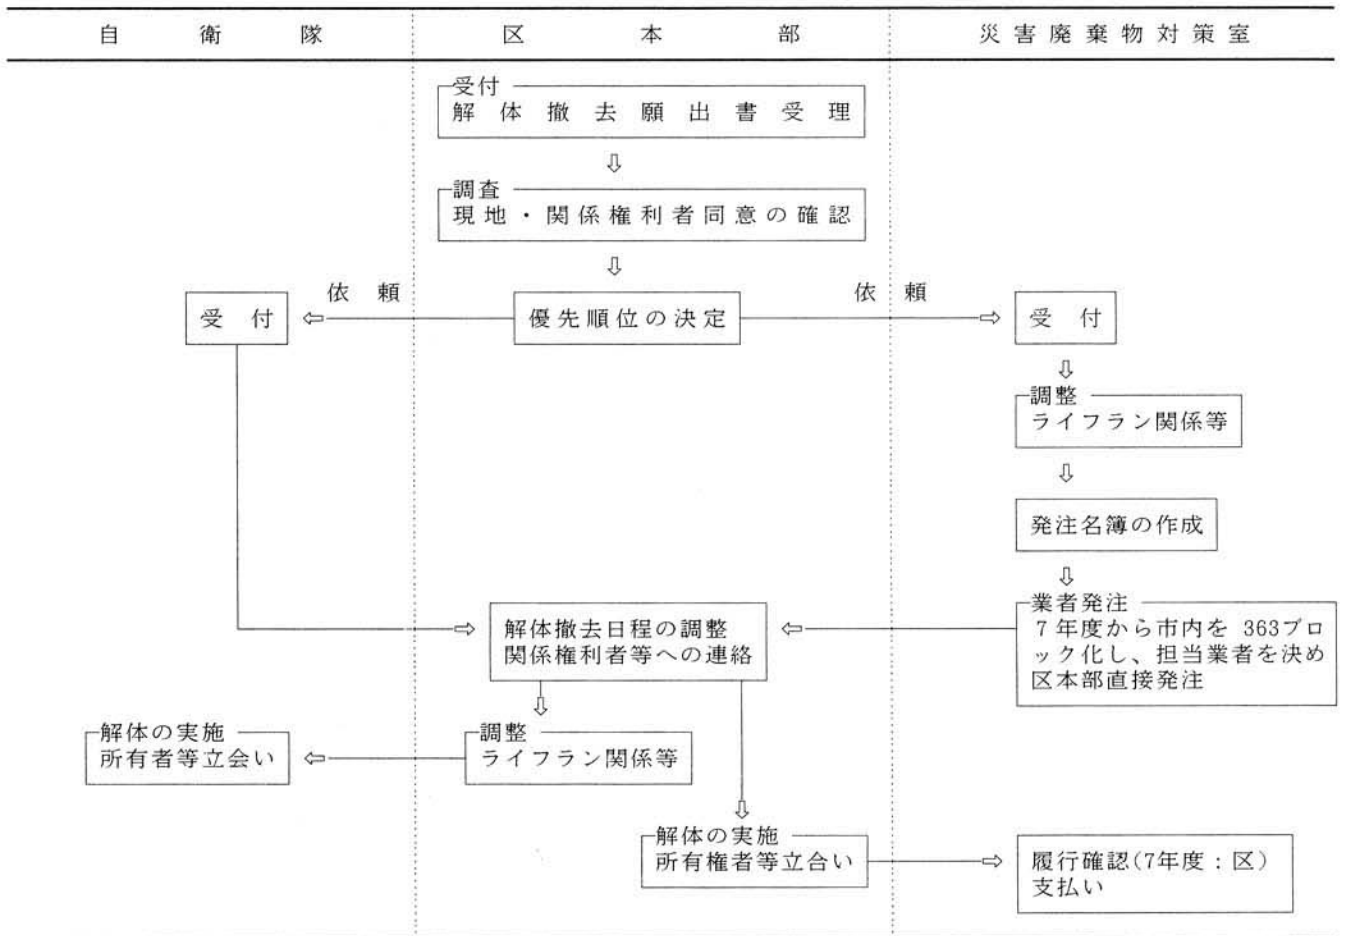 自衛隊
区本部
災害廃棄物対策室
受付
解体撤去願出書受理
調査
現地・関係権利者同意の確認
依頼
依頼
受付
優先順位の決定
受付
調整
ライフラン関係等
発注名簿の作成
業者発注
7年度から市内を 363ブロ
ック化し、担当業者を決め
区本部直接発注
解体撤去日程の調整
関係権利者等への連絡
解体の実施
所有者等立会い
調整
ライフラン関係等
解体の実施
所有権者等立合い
履行確認(7年度:区)
支払い